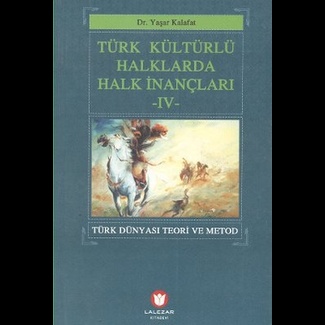 Dr. Yaşar Kalafat
TÜRK KÜLTÜRLÜ
HALKLARDA
HALK İNANÇLARI
-IV-
TÜRK DÜNYASI TEORİ VE METOD
LALEZAR
KİTABEVİ